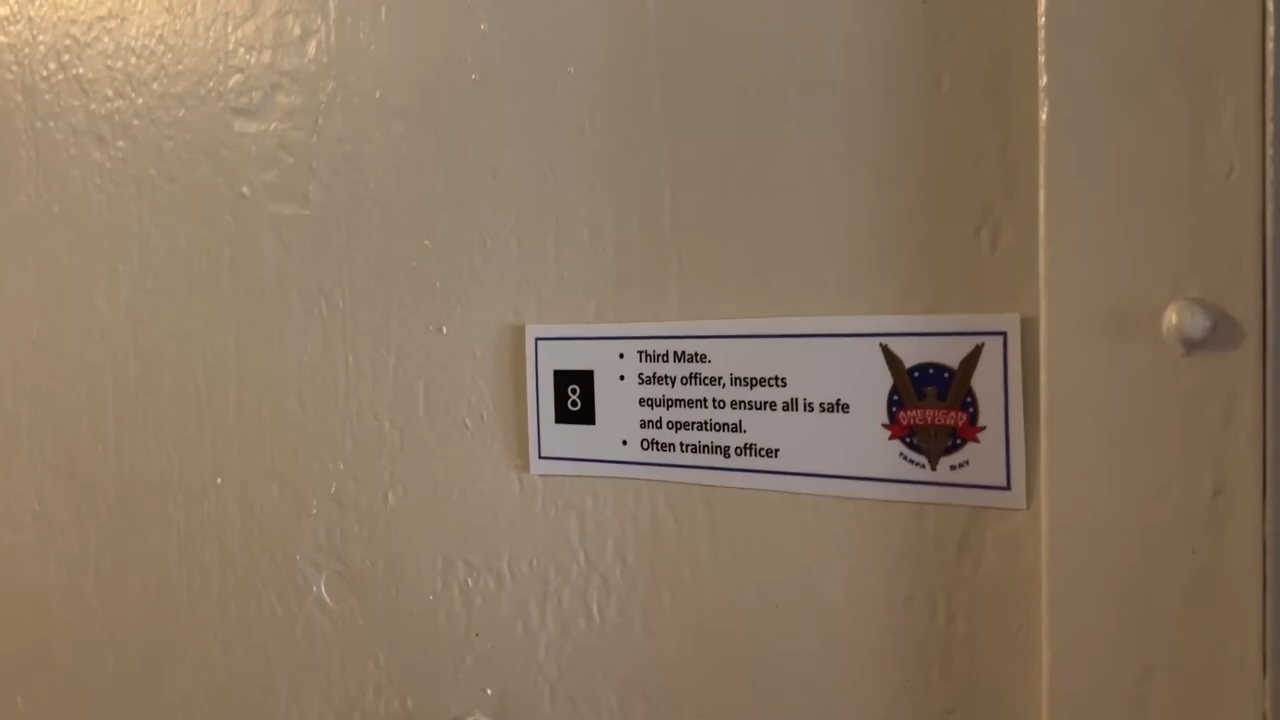 8
• Third Mate.
• Safety officer, inspects
equipment to ensure all is safe
and operational.
• Often training officer
AMERICAN
VICTORY
TAMPA BAY